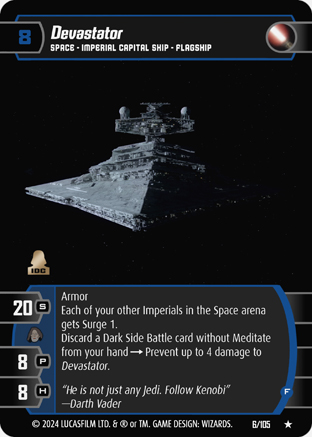 8
Devastator
SPACE - IMPERIAL CAPITAL SHIP - FLAGSHIP
IDC
20 S
8 P
8 H
Armor
Each of your other Imperials in the Space arena
gets Surge 1.
Discard a Dark Side Battle card without Meditate
from your hand → Prevent up to 4 damage to
Devastator.
“He is not just any Jedi. Follow Kenobi”
—Darth Vader
F
© 2024 LUCASFILM LTD. & ® or TM. GAME DESIGN: WIZARDS. 6/105 ★